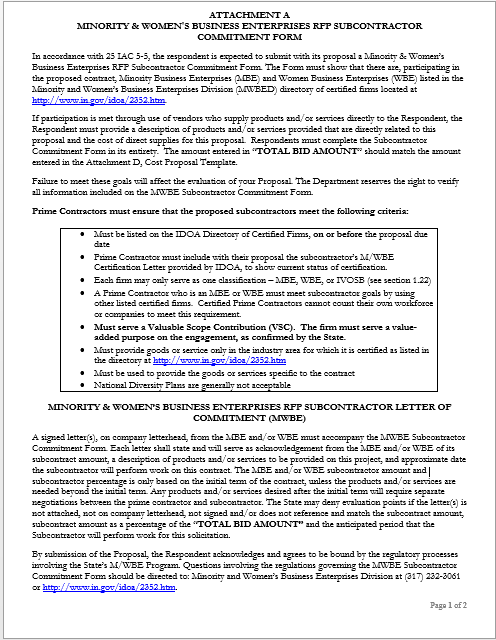 ATTACHMENT A
MINORITY & WOMEN'S BUSINESS ENTERPRISES RFP SUBCONTRACTOR
COMMITMENT FORM
In accordance with 25 IAC 5-5, the respondent is expected to submit with its proposal a Minority & Women's
Business Enterprises RFP Subcontractor Commitment Form. The Form must show that there are, participating in
the proposed contract, Minority Business Enterprises (MBE) and Women Business Enterprises (WBE) listed in the
Minority and Women's Business Enterprises Division (MWBED) directory of certified firms located at
http://www.in.gov/idoa/2352.htm.
If participation is met through use of vendors who supply products and/or services directly to the Respondent, the
Respondent must provide a description of products and/or services provided that are directly related to this
proposal and the cost of direct supplies for this proposal. Respondents must complete the Subcontractor
Commitment Form in its entirety. The amount entered in "TOTAL BID AMOUNT" should match the amount
entered in the Attachment D, Cost Proposal Template.
Failure to meet these goals will affect the evaluation of your Proposal. The Department reserves the right to verify
all information included on the MWBE Subcontractor Commitment Form.
Prime Contractors must ensure that the proposed subcontractors meet the following criteria:
• Must be listed on the IDOA Directory of Certified Firms, on or before the proposal due
date
• Prime Contractor must include with their proposal the subcontractor's M/WBE
Certification Letter provided by IDOA, to show current status of certification.
• Each firm may only serve as one classification – MBE, WBE, or IVOSB (see section 1.22)
• A Prime Contractor who is an MBE or WBE must meet subcontractor goals by using
other listed certified firms. Certified Prime Contractors cannot count their own workforce
or companies to meet this requirement.
• Must serve a Valuable Scope Contribution (VSC). The firm must serve a value-
added purpose on the engagement, as confirmed by the State.
• Must provide goods or service only in the industry area for which it is certified as listed in
the directory at http://www.in.gov/idoa/2352.htm
• Must be used to provide the goods or services specific to the contract
• National Diversity Plans are generally not acceptable
MINORITY & WOMEN'S BUSINESS ENTERPRISES RFP SUBCONTRACTOR LETTER OF
COMMITMENT (MWBE)
A signed letter(s), on company letterhead, from the MBE and/or WBE must accompany the MWBE Subcontractor
Commitment Form. Each letter shall state and will serve as acknowledgement from the MBE and/or WBE of its
subcontract amount, a description of products and/or services to be provided on this project, and approximate date
the subcontractor will perform work on this contract. The MBE and/or WBE subcontractor amount and
subcontractor percentage is only based on the initial term of the contract, unless the products and/or services are
needed beyond the initial term. Any products and/or services desired after the initial term will require separate
negotiations between the prime contractor and subcontractor. The State may deny evaluation points if the letter(s) is
not attached, not on company letterhead, not signed and/or does not reference and match the subcontract amount,
subcontract amount as a percentage of the "TOTAL BID AMOUNT" and the anticipated period that the
Subcontractor will perform work for this solicitation.
By submission of the Proposal, the Respondent acknowledges and agrees to be bound by the regulatory processes
involving the State's M/WBE Program. Questions involving the regulations governing the MWBE Subcontractor
Commitment Form should be directed to: Minority and Women's Business Enterprises Division at (317) 232-3061
or http://www.in.gov/idoa/2352.htm.
Page 1 of 2